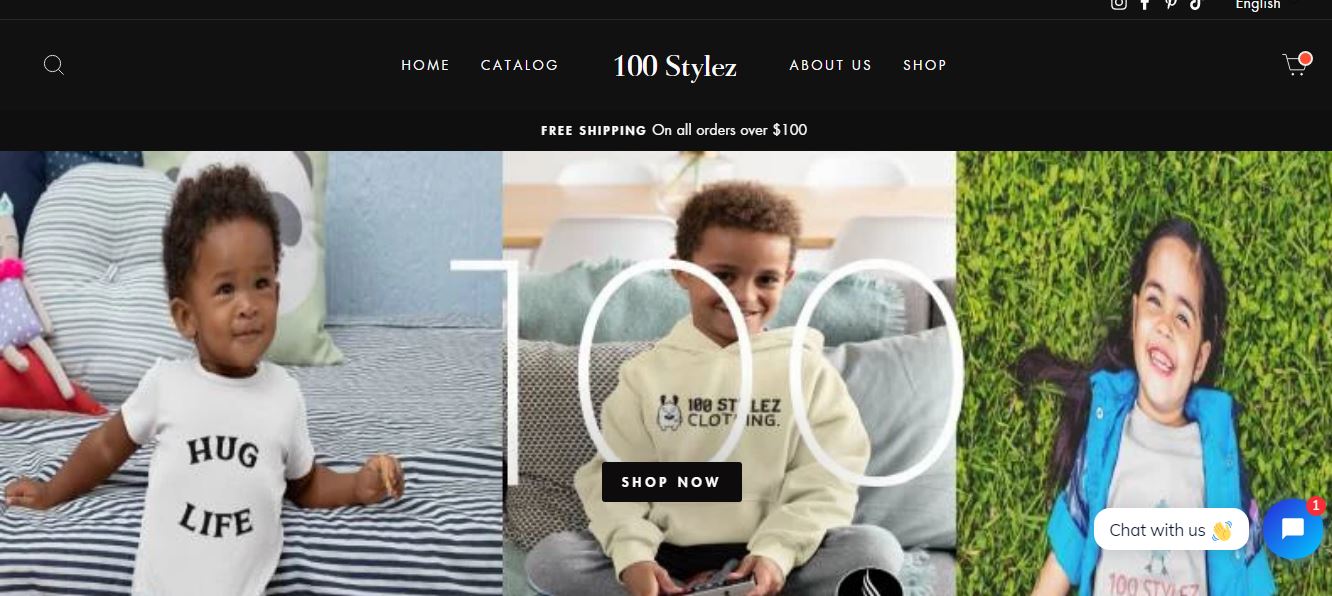 English
HOME CATALOG 100 Stylez ABOUT US SHOP
FREE SHIPPING On all orders over $100
100
HUG
LIFE
100 STYLEZ
CLOTHING.
SHOP NOW
1
Chat with us 👋
100 STYLEZ